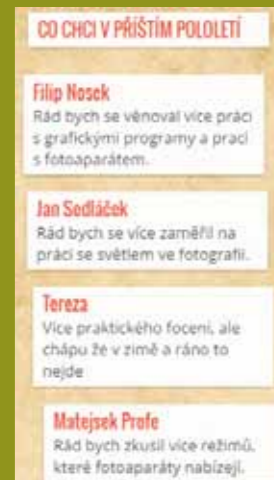 CO CHCI V PŘÍŠTÍM POLOLETÍ
Filip Nosek
Rád bych se věnoval více práci
s grafickými programy a práci
s fotoaparátem.
Jan Sedláček
Rád bych se více zaměřil na
práci se světlem ve fotografii.
Tereza
Více praktického focení, ale
chápu že v zimě a ráno to
nejde
Matejsek Profe
Rád bych zkusil více režimů,
které fotoaparáty nabízejí.